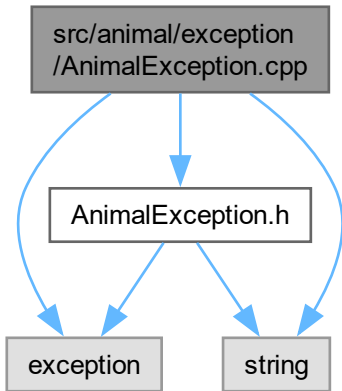 src/animal/exception
/AnimalException.cpp
AnimalException.h
exception
string